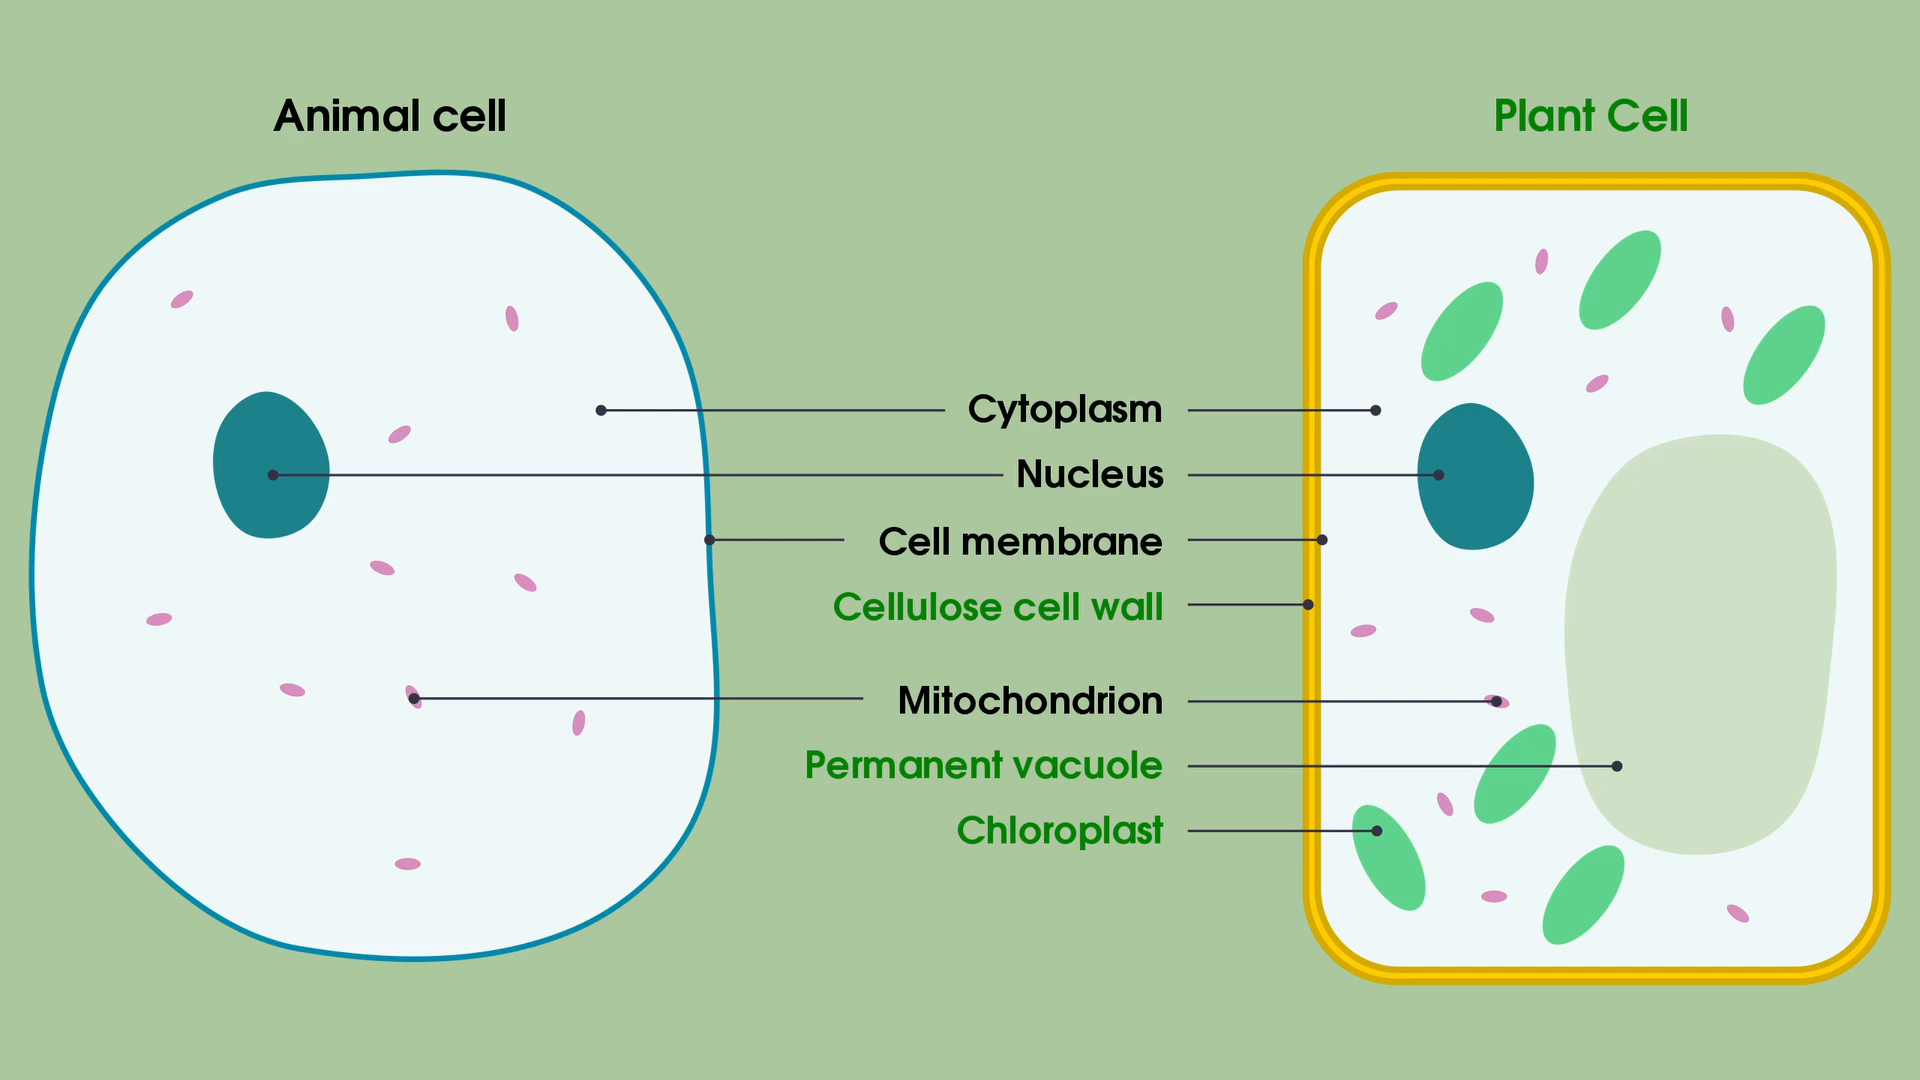 Animal cell
Plant Cell
Cytoplasm
Nucleus
Cell membrane
Cellulose cell wall
Mitochondrion
Permanent vacuole
Chloroplast